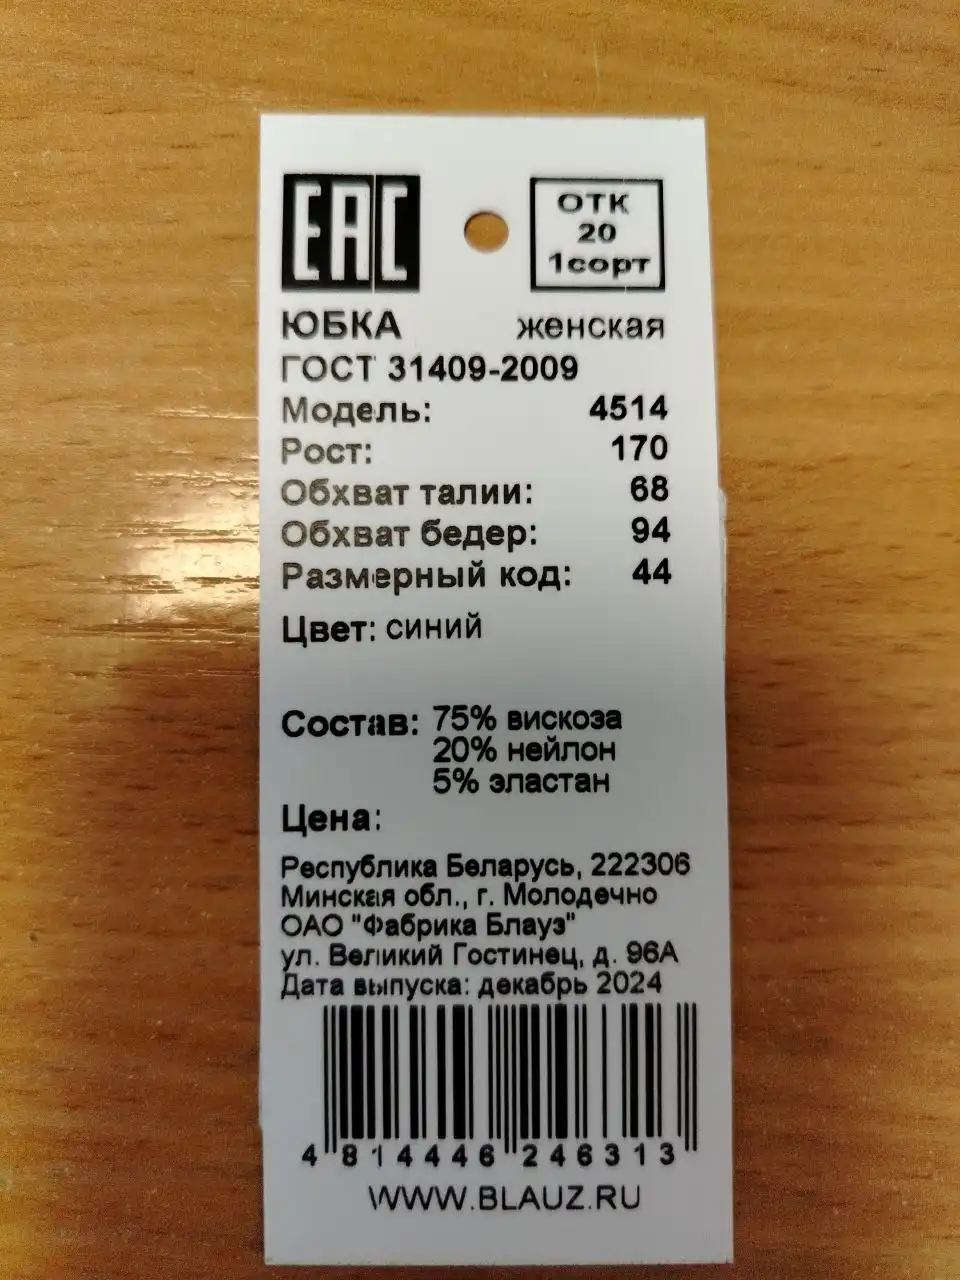 ЕАС
ОТК
20
1сорт
ЮБКА женская
ГОСТ 31409-2009
Модель: 4514
Рост: 170
Обхват талии: 68
Обхват бедер: 94
Размерный код: 44
Цвет: синий
Состав: 75% вискоза
20% нейлон
5% эластан
Цена:
Республика Беларусь, 222306
Минская обл., г. Молодечно
ОАО "Фабрика Блауз"
ул. Великий Гостинец, д. 96А
Дата выпуска: декабрь 2024
4 814446 246313
WWW.BLAUZ.RU